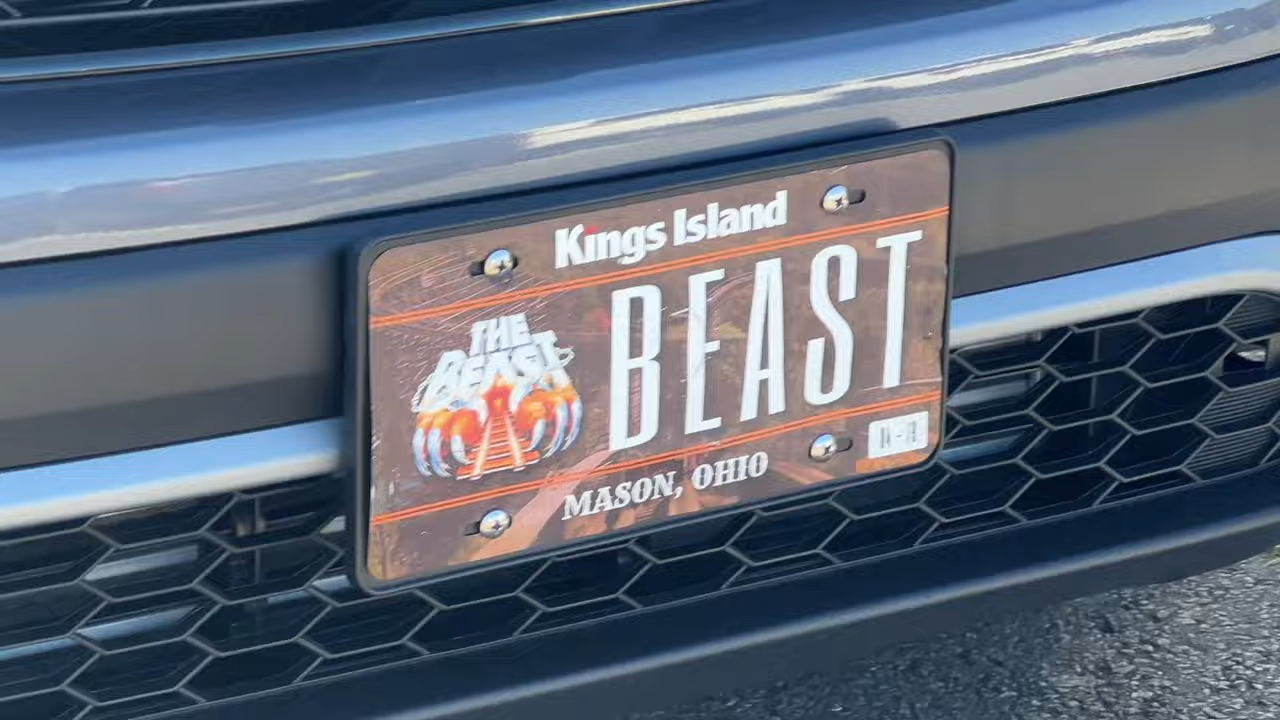 Kings Island
THE
BEAST
BEAST
MASON, OHIO